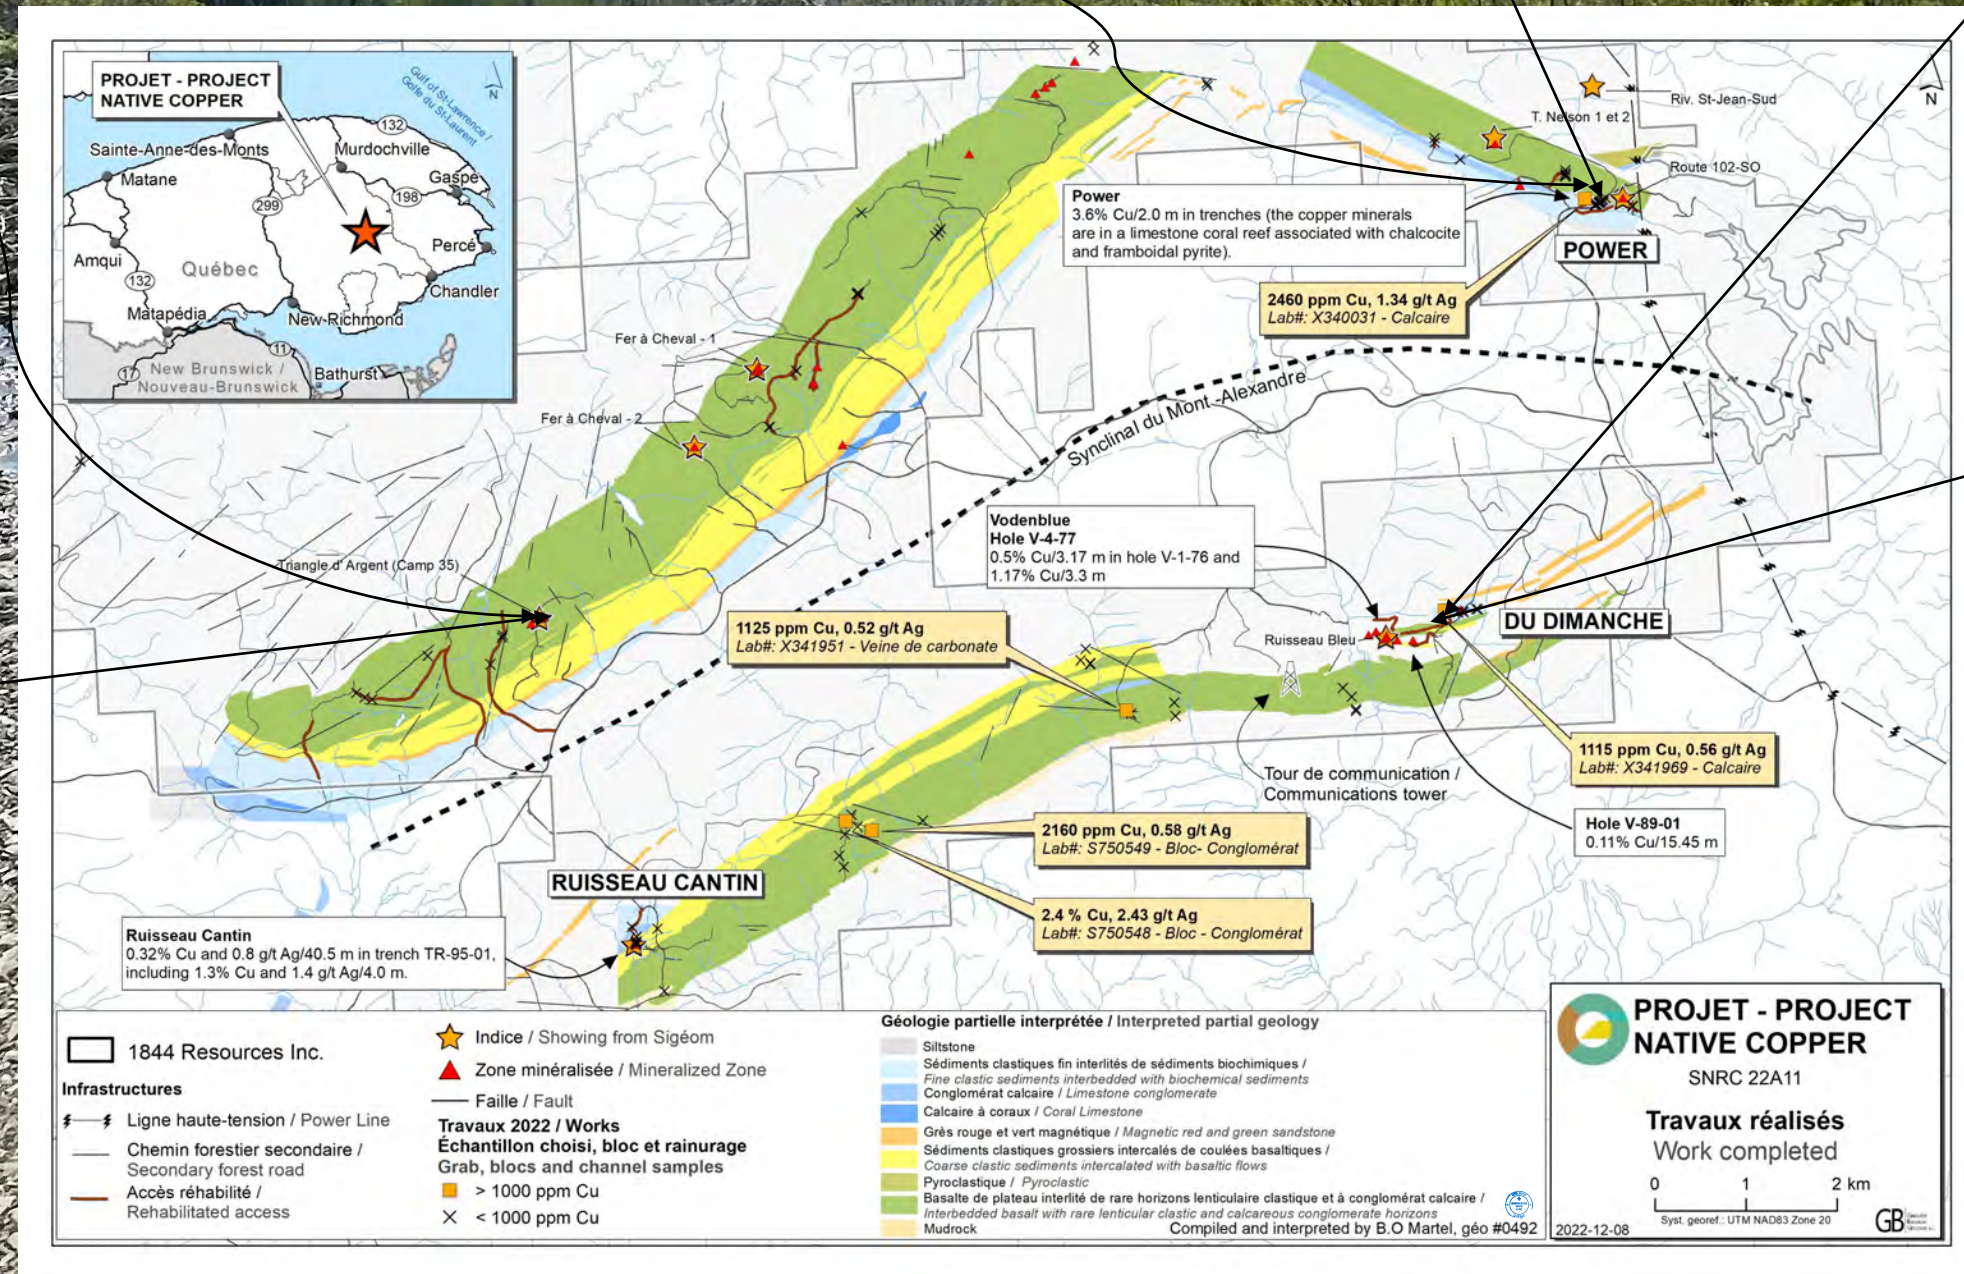 PROJET - PROJECT
NATIVE COPPER
Gulf of St-Lawrence /
Golfe du St-Laurent
N
132
Sainte-Anne-des-Monts
Murdochville
Matane
Gaspé
299
198
Percé
Amqui
Québec
132
Chandler
Matapédia
New-Richmond
11
17
New Brunswick /
Nouveau-Brunswick
Bathurst
N
Riv. St-Jean-Sud
T. Nelson 1 et 2
Route 102-SO
Power
3.6% Cu/2.0 m in trenches (the copper minerals
are in a limestone coral reef associated with chalcocite
and framboidal pyrite).
POWER
2460 ppm Cu, 1.34 g/t Ag
Lab#: X340031 - Calcaire
Fer à Cheval - 1
Fer à Cheval - 2
Synclinal du Mont-Alexandre
Vodenblue
Hole V-4-77
0.5% Cu/3.17 m in hole V-1-76 and
1.17% Cu/3.3 m
Triangle d'Argent (Camp 35)
1125 ppm Cu, 0.52 g/t Ag
Lab#: X341951 - Veine de carbonate
Ruisseau Bleu
DU DIMANCHE
1115 ppm Cu, 0.56 g/t Ag
Lab#: X341969 - Calcaire
Tour de communication /
Communications tower
Hole V-89-01
0.11% Cu/15.45 m
2160 ppm Cu, 0.58 g/t Ag
Lab#: S750549 - Bloc- Conglomérat
RUISSEAU CANTIN
2.4 % Cu, 2.43 g/t Ag
Lab#: S750548 - Bloc - Conglomérat
Ruisseau Cantin
0.32% Cu and 0.8 g/t Ag/40.5 m in trench TR-95-01,
including 1.3% Cu and 1.4 g/t Ag/4.0 m.
1844 Resources Inc.
Infrastructures
Ligne haute-tension / Power Line
Chemin forestier secondaire /
Secondary forest road
Accès réhabilité /
Rehabilitated access
Indice / Showing from Sigéom
Zone minéralisée / Mineralized Zone
Faille / Fault
Travaux 2022 / Works
Échantillon choisi, bloc et rainurage
Grab, blocs and channel samples
> 1000 ppm Cu
< 1000 ppm Cu
Géologie partielle interprétée / Interpreted partial geology
Siltstone
Sédiments clastiques fin interlités de sédiments biochimiques /
Fine clastic sediments interbedded with biochemical sediments
Conglomérat calcaire / Limestone conglomerate
Calcaire à coraux / Coral Limestone
Grès rouge et vert magnétique / Magnetic red and green sandstone
Sédiments clastiques grossiers intercalés de coulées basaltiques /
Coarse clastic sediments intercalated with basaltic flows
Pyroclastique / Pyroclastic
Basalte de plateau interlité de rare horizons lenticulaire clastique et à conglomérat calcaire /
Interbedded basalt with rare lenticular clastic and calcareous conglomerate horizons
Mudrock
Compiled and interpreted by B.O Martel, géo #0492
PROJET - PROJECT
NATIVE COPPER
SNRC 22A11
Travaux réalisés
Work completed
0 1 2 km
Syst. georef.: UTM NAD83 Zone 20
2022-12-08
GB